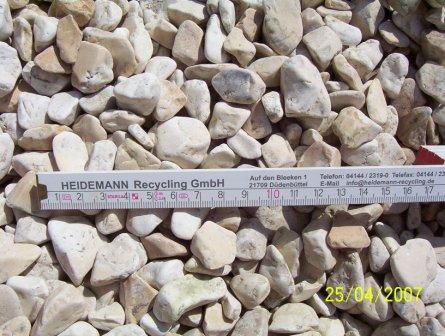 HEIDEMANN Recycling GmbH
Auf den Bleeken 1
21709 Düdenbüttel
Telefon: 04144 / 2319-0 Telefax: 04144 /
E-Mail info@heidemann-recycling.de
1 2 3 4 5 6 7 8 9 10 11 12 13 14 15 16 17
25/04/2007